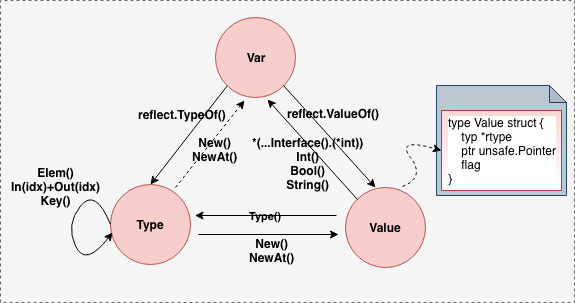 Var
reflect.TypeOf()
reflect.ValueOf()
New()
NewAt()
*(...Interface().(*int))
Int()
Bool()
String()
type Value struct {
typ *rtype
ptr unsafe.Pointer
flag
}
Elem()
In(idx)+Out(idx)
Key()
Type
Type()
New()
NewAt()
Value